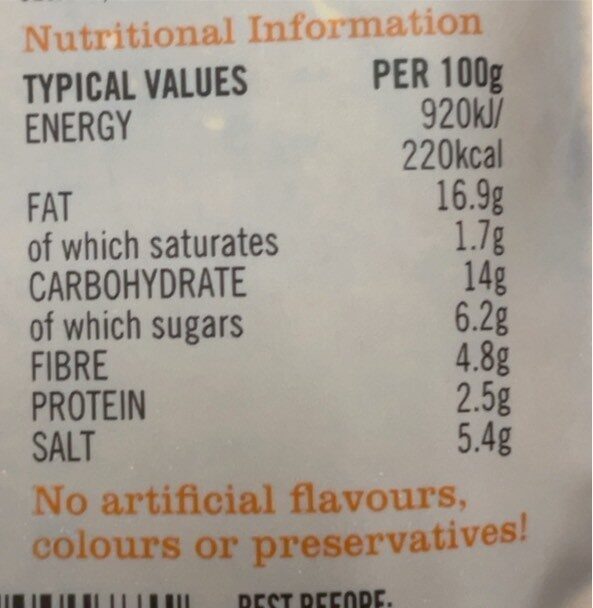 Nutritional Information
TYPICAL VALUES PER 100g
ENERGY 920kJ/
220kcal
FAT 16.9g
of which saturates 1.7g
CARBOHYDRATE 14g
of which sugars 6.2g
FIBRE 4.8g
PROTEIN 2.5g
SALT 5.4g
No artificial flavours,
colours or preservatives!
BEST BEFORE: